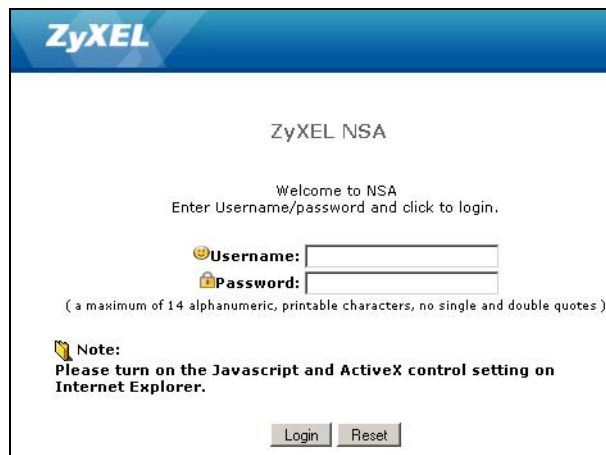 ZyXEL
ZyXEL NSA
Welcome to NSA
Enter Username/password and click to login.
Username:
Password:
( a maximum of 14 alphanumeric, printable characters, no single and double quotes )
Note:
Please turn on the Javascript and ActiveX control setting on
Internet Explorer.
Login Reset